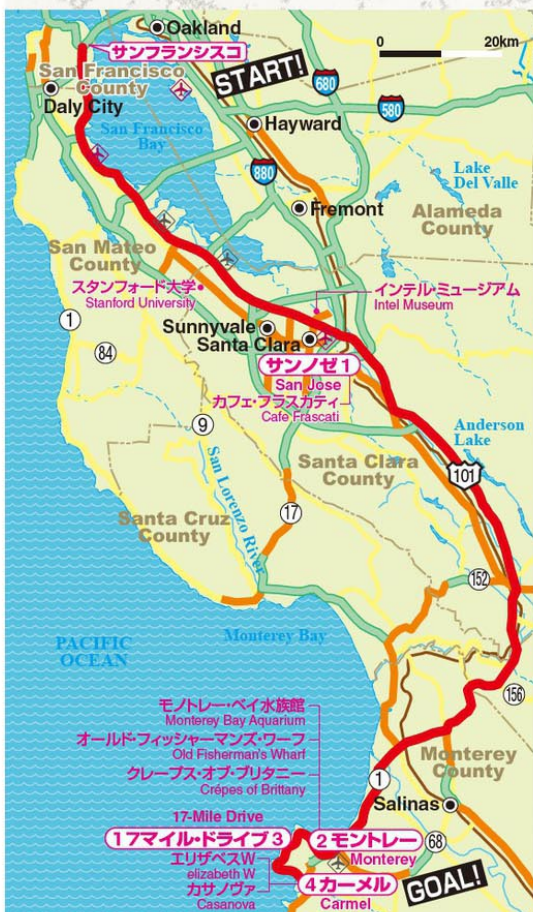 Oakland
サンフランシスコ
0 20km
START!
San Francisco
County
680
580
Daly City
San Francisco
Bay
Hayward
880
Lake
Del Valle
Fremont
Alameda
County
San Mateo
County
スタンフォード大学
Stanford University
インテル・ミュージアム
Intel Museum
1
Sunnyvale
Santa Clara
84
サンノゼ 1
San Jose
カフェ・フラスカティ
Cafe Frascati
9
Anderson
Lake
San Lorenzo River
Santa Clara
County
101
17
Santa Cruz
County
152
PACIFIC
OCEAN
Monterey Bay
156
モノトレー・ベイ水族館
Monterey Bay Aquarium
オールド・フィッシャーマンズ・ワーフ
Old Fisherman's Wharf
クレープス・オブ・ブリタニー
Crépes of Brittany
1
Monterey
County
Salinas
17-Mile Drive
17マイル・ドライブ 3
2 モントレー
Monterey
68
エリザベスW
elizabeth W
カサノヴァ
Casanova
4 カーメル
Carmel
GOAL!